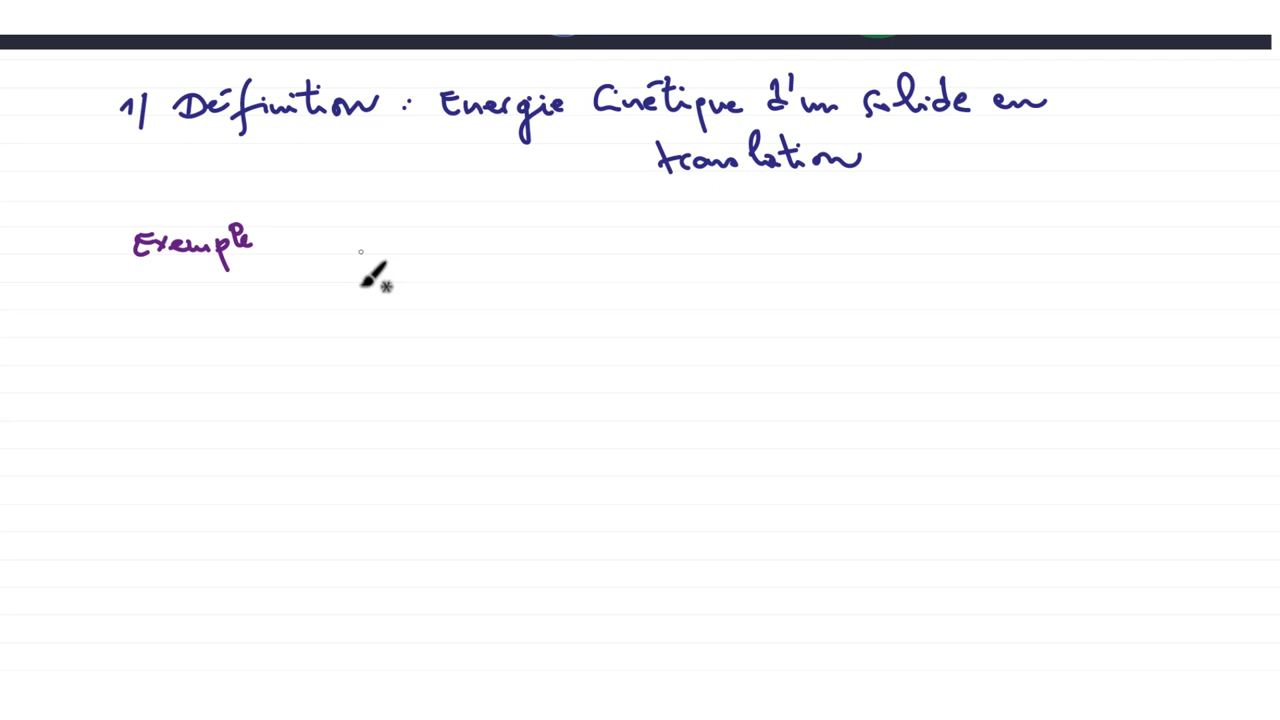 1) Définition : Energie Cinétique d'un solide en
translation
Exemple